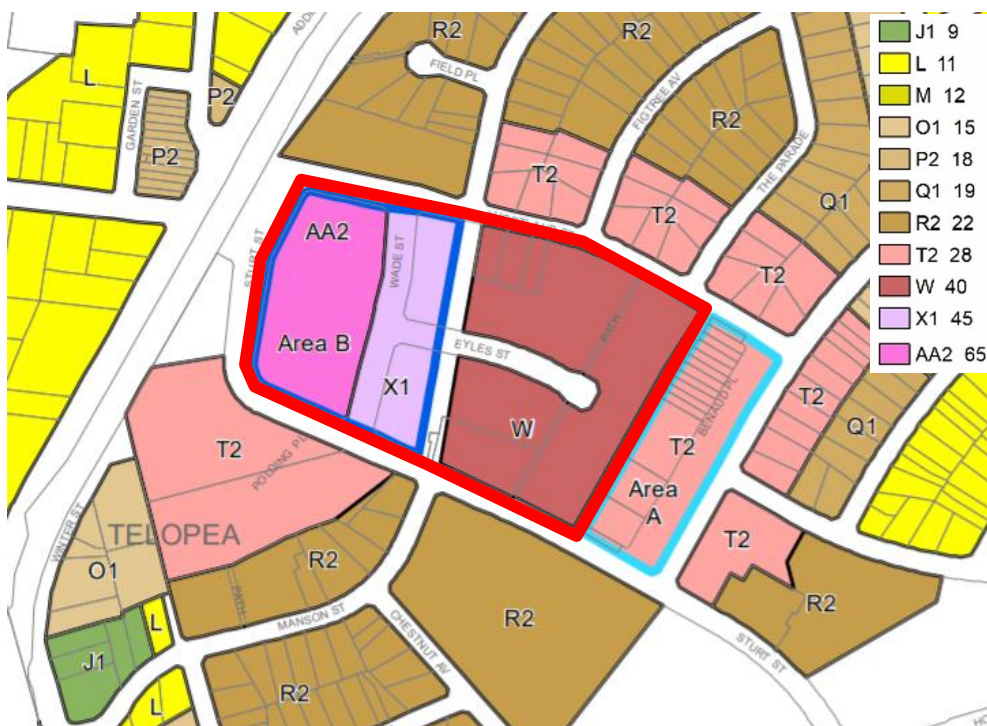 J1 9
L 11
M 12
O1 15
P2 18
Q1 19
R2 22
T2 28
W 40
X1 45
AA2 65
L
GARDEN ST
P2
P2
R2
FIELD PL
R2
FIGTREE AV
R2
THE PARADE
T2
T2
T2
Q1
AA2
STURT ST
WADE ST
Area B
EYLES ST
X1
W
BENAUD PL
T2
Area
A
T2
Q1
T2
POLDING PL
TELOPEA
WINTER ST
O1
R2
PATH
MANSON ST
CHESTNUT AV
R2
T2
R2
STURT ST
L
J1
L
R2